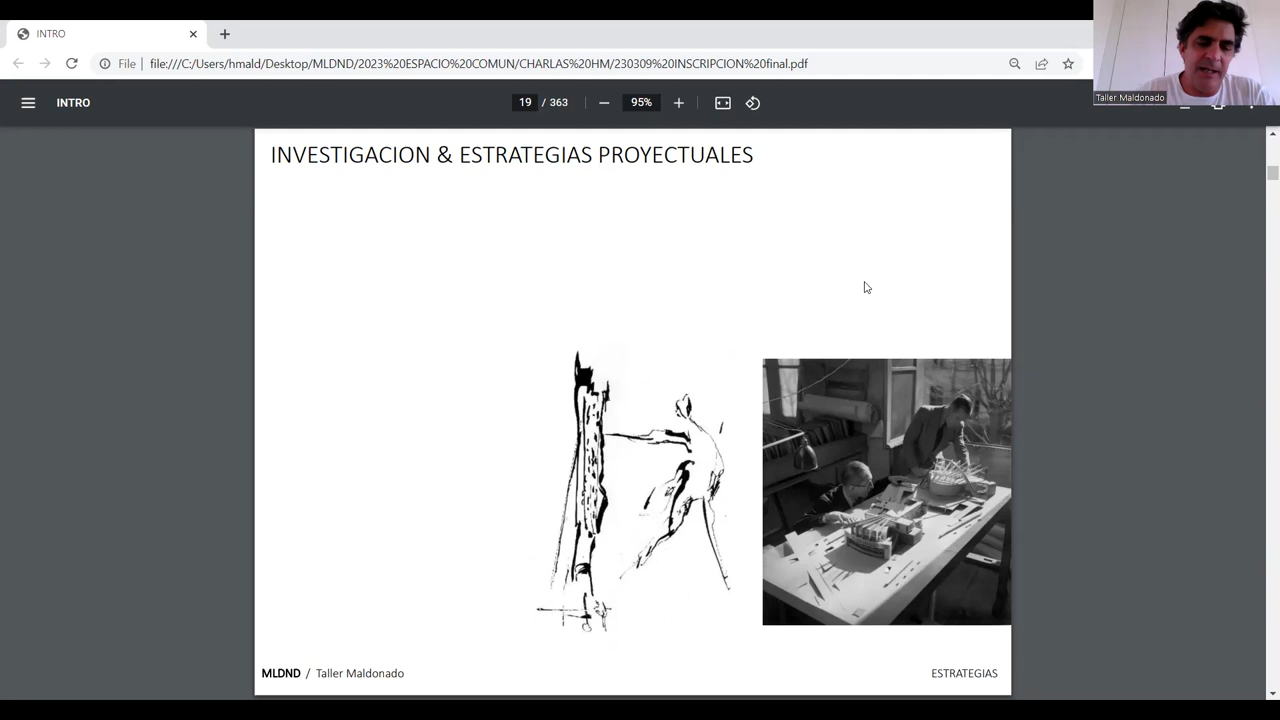 INTRO
File
file:///C:/Users/hmald/Desktop/MLDND/2023%20ESPACIO%20COMUN/CHARLAS%20HM/230309%20INSCRIPCION%20final.pdf
Taller Maldonado
INTRO
19 / 363
95%
INVESTIGACION & ESTRATEGIAS PROYECTUALES
MLDND / Taller Maldonado
ESTRATEGIAS